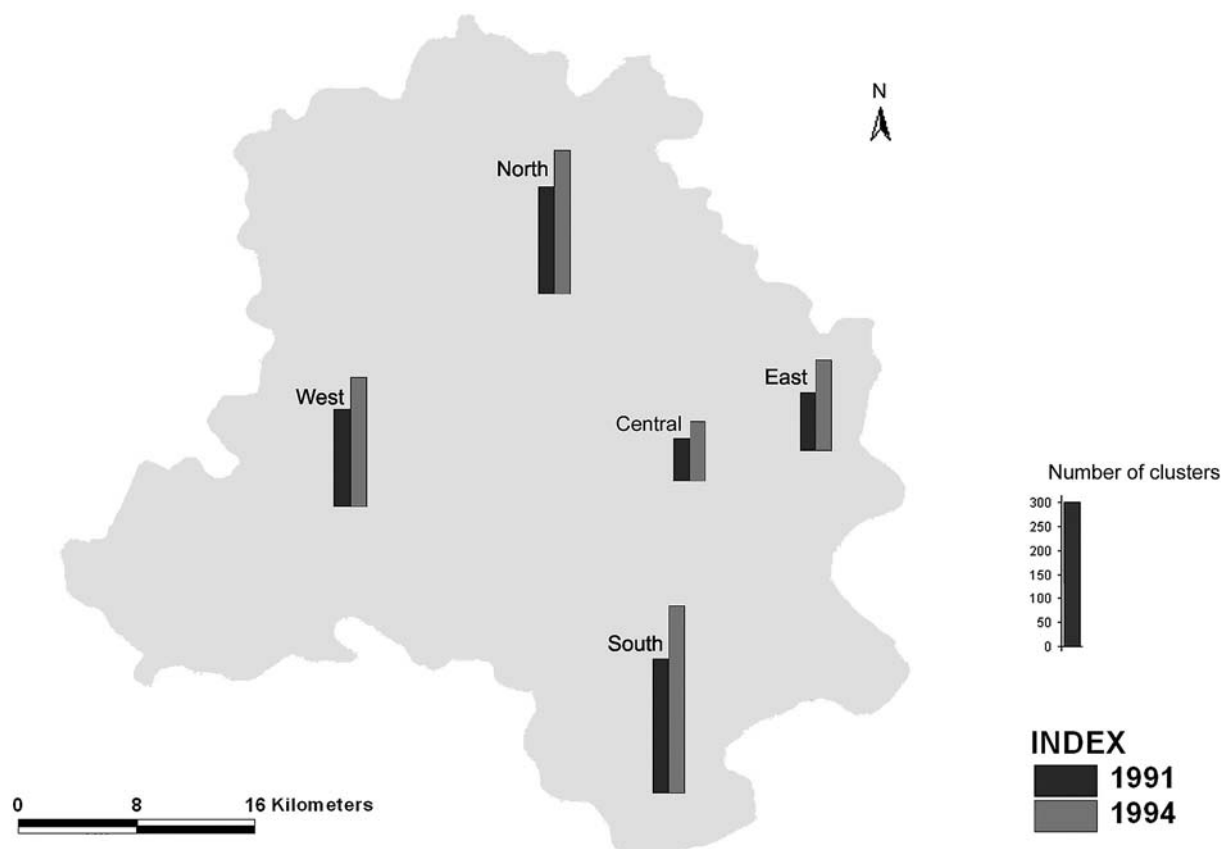 N
North
West
East
Central
South
Number of clusters
300
250
200
150
100
50
0
INDEX
1991
1994
0 8 16 Kilometers